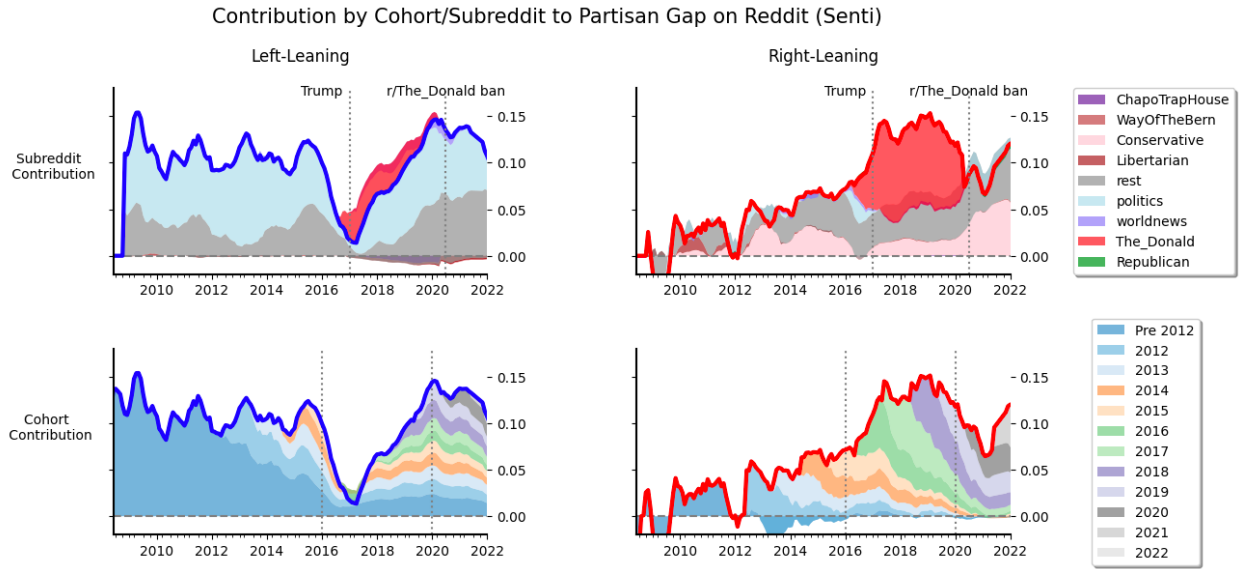 Contribution by Cohort/Subreddit to Partisan Gap on Reddit (Senti)
Left-Leaning
Right-Leaning
Trump
r/The_Donald ban
0.15
0.10
0.05
0.00
2010
2012
2014
2016
2018
2020
2022
Subreddit
Contribution
Trump
r/The_Donald ban
0.15
0.10
0.05
0.00
2010
2012
2014
2016
2018
2020
2022
ChapoTrapHouse
WayOfTheBern
Conservative
Libertarian
rest
politics
worldnews
The_Donald
Republican
Cohort
Contribution
0.15
0.10
0.05
0.00
2010
2012
2014
2016
2018
2020
2022
0.15
0.10
0.05
0.00
2010
2012
2014
2016
2018
2020
2022
Pre 2012
2012
2013
2014
2015
2016
2017
2018
2019
2020
2021
2022